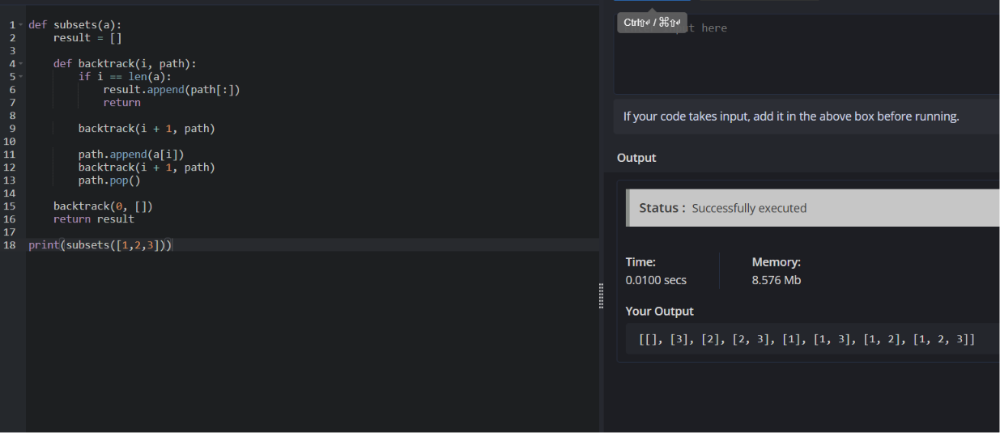 1 def subsets(a):
2     result = []
3
4     def backtrack(i, path):
5         if i == len(a):
6             result.append(path[:])
7             return
8
9         backtrack(i + 1, path)
10
11         path.append(a[i])
12         backtrack(i + 1, path)
13         path.pop()
14
15     backtrack(0, [])
16     return result
17
18 print(subsets([1,2,3]))
Ctrl⇧⏎ / ⌘⇧⏎
here
If your code takes input, add it in the above box before running.
Output
Status : Successfully executed
Time:
0.0100 secs
Memory:
8.576 Mb
Your Output
[[], [3], [2], [2, 3], [1], [1, 3], [1, 2], [1, 2, 3]]